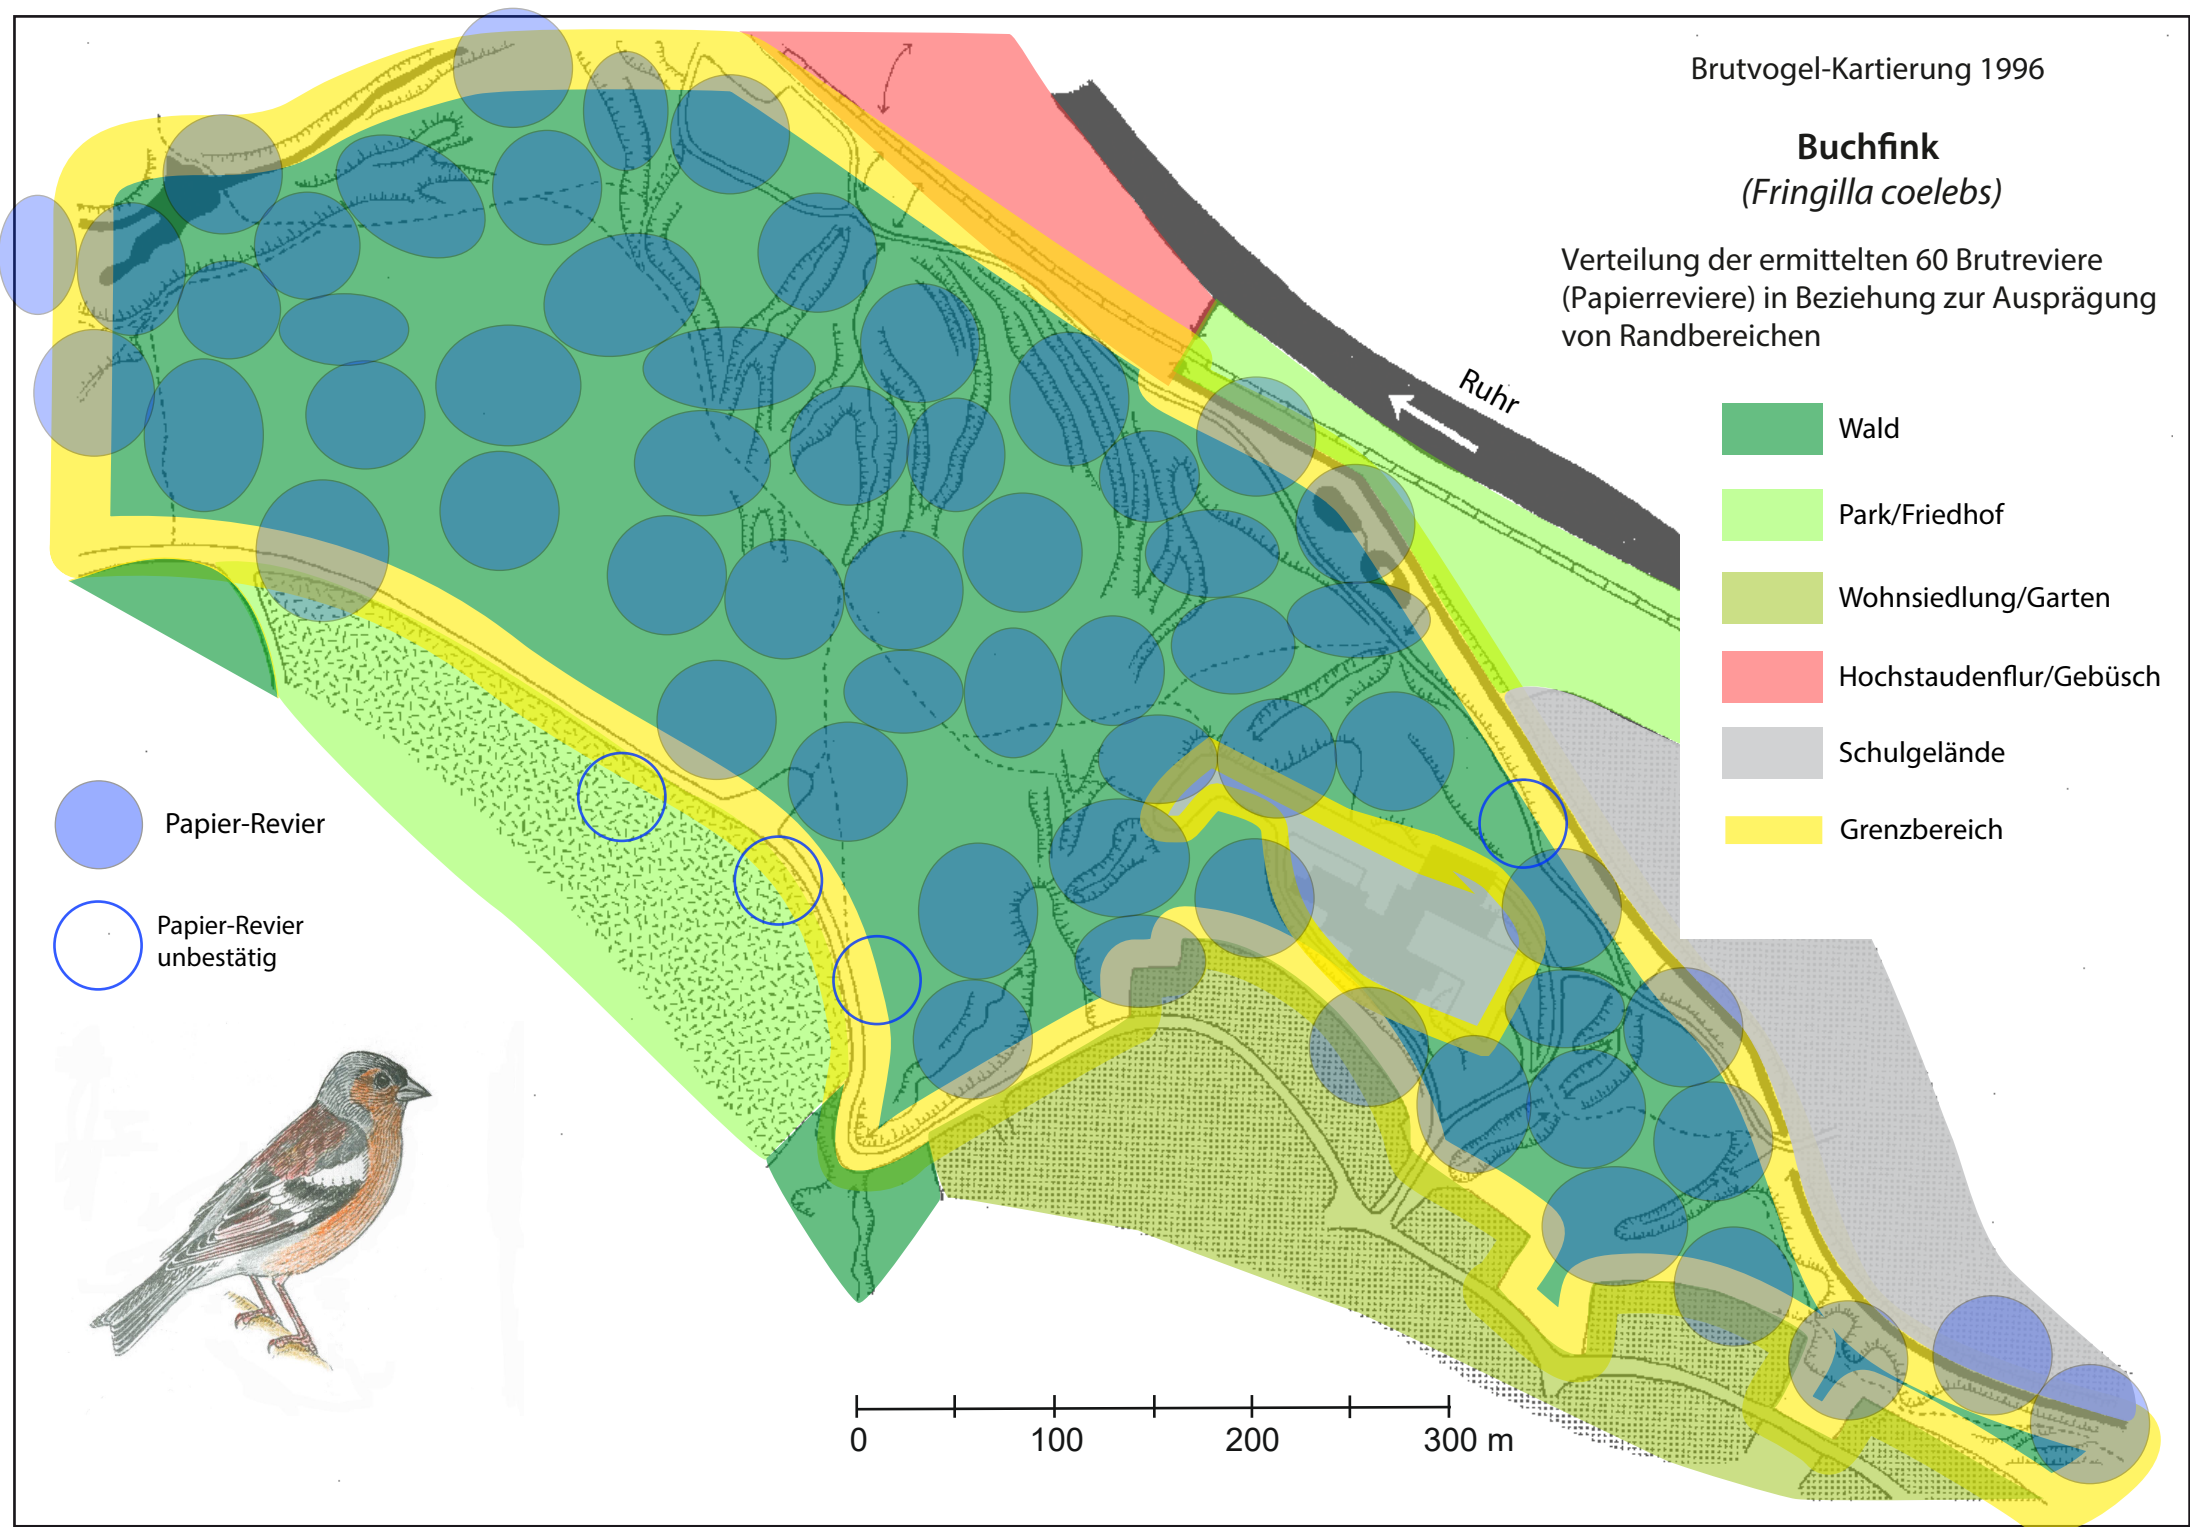 Brutvogel-Kartierung 1996
Buchfink
(Fringilla coelebs)
Verteilung der ermittelten 60 Brutreviere
(Papierreviere) in Beziehung zur Ausprägung
von Randbereichen
Ruhr
Wald
Park/Friedhof
Wohnsiedlung/Garten
Hochstaudenflur/Gebüsch
Schulgelände
Grenzbereich
Papier-Revier
Papier-Revier
unbestätig
0 100 200 300 m